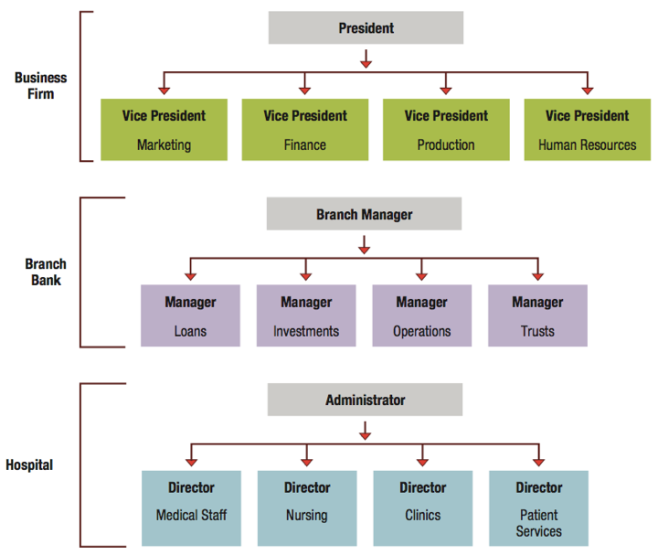 Business
Firm
President
Vice President
Marketing
Vice President
Finance
Vice President
Production
Vice President
Human Resources
Branch
Bank
Branch Manager
Manager
Loans
Manager
Investments
Manager
Operations
Manager
Trusts
Hospital
Administrator
Director
Medical Staff
Director
Nursing
Director
Clinics
Director
Patient
Services